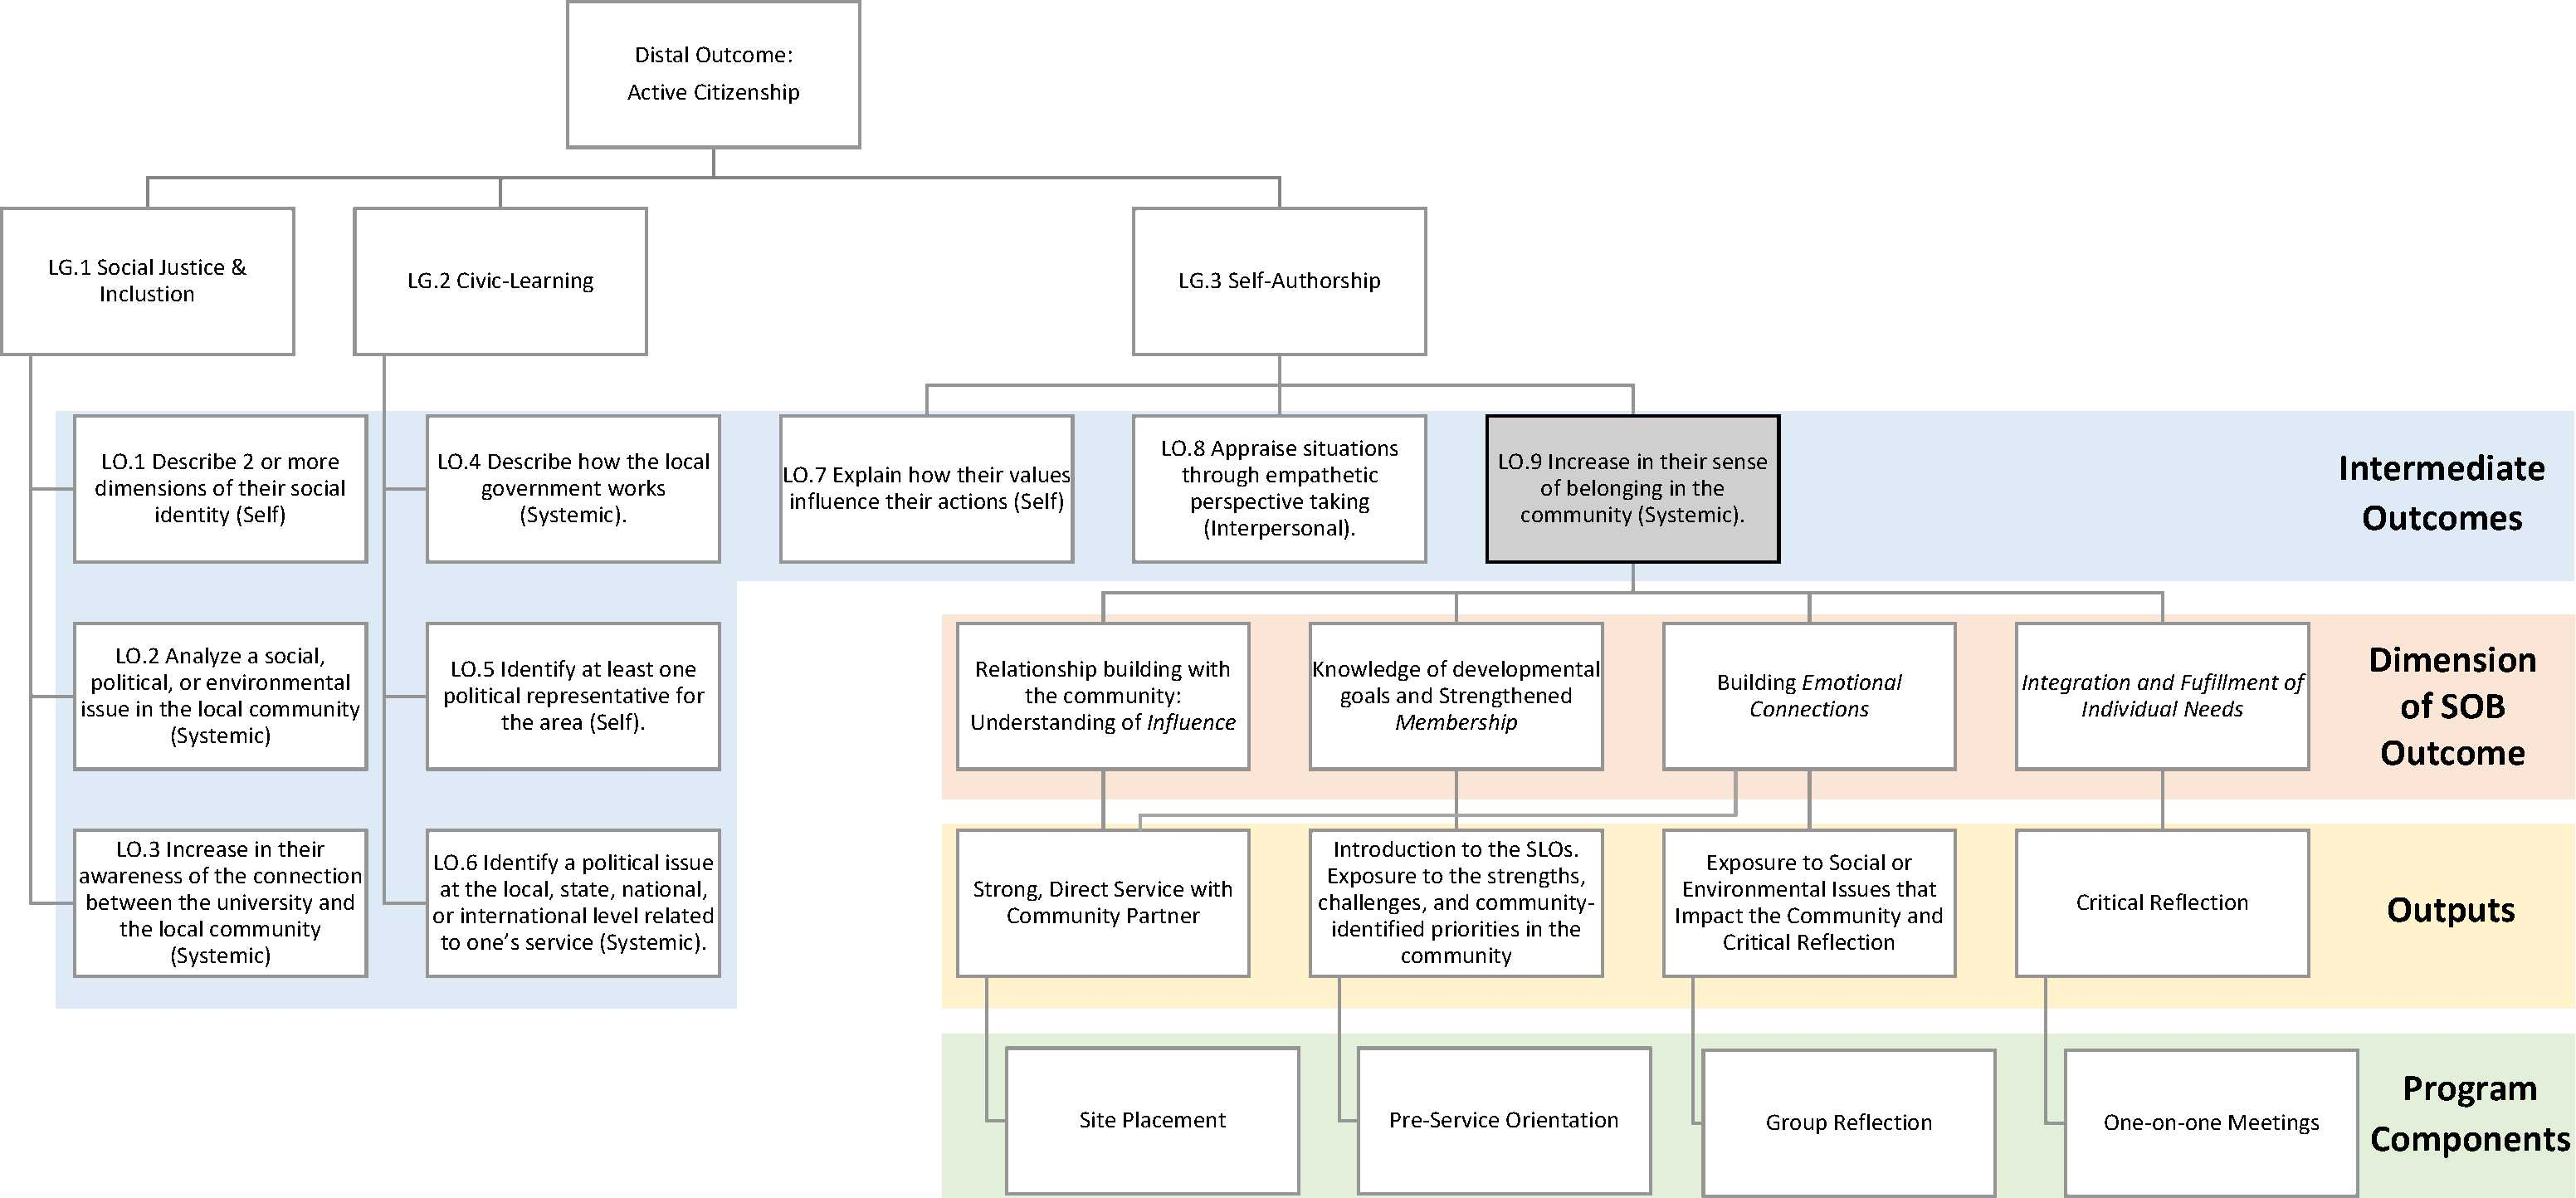 Distal Outcome:
Active Citizenship
LG.1 Social Justice &
Inclustion
LG.2 Civic-Learning
LG.3 Self-Authorship
LO.1 Describe 2 or more
dimensions of their social
identity (Self)
LO.4 Describe how the local
government works
(Systemic).
LO.7 Explain how their values
influence their actions (Self)
LO.8 Appraise situations
through empathetic
perspective taking
(Interpersonal).
LO.9 Increase in their sense
of belonging in the
community (Systemic).
Intermediate
Outcomes
LO.2 Analyze a social,
political, or environmental
issue in the local community
(Systemic)
LO.5 Identify at least one
political representative for
the area (Self).
Relationship building with
the community:
Understanding of Influence
Knowledge of developmental
goals and Strengthened
Membership
Building Emotional
Connections
Integration and Fufillment of
Individual Needs
Dimension
of SOB
Outcome
LO.3 Increase in their
awareness of the connection
between the university and
the local community
(Systemic)
LO.6 Identify a political issue
at the local, state, national,
or international level related
to one’s service (Systemic).
Strong, Direct Service with
Community Partner
Introduction to the SLOs.
Exposure to the strengths,
challenges, and community-
identified priorities in the
community
Exposure to Social or
Environmental Issues that
Impact the Community and
Critical Reflection
Critical Reflection
Outputs
Site Placement
Pre-Service Orientation
Group Reflection
One-on-one Meetings
Program
Components